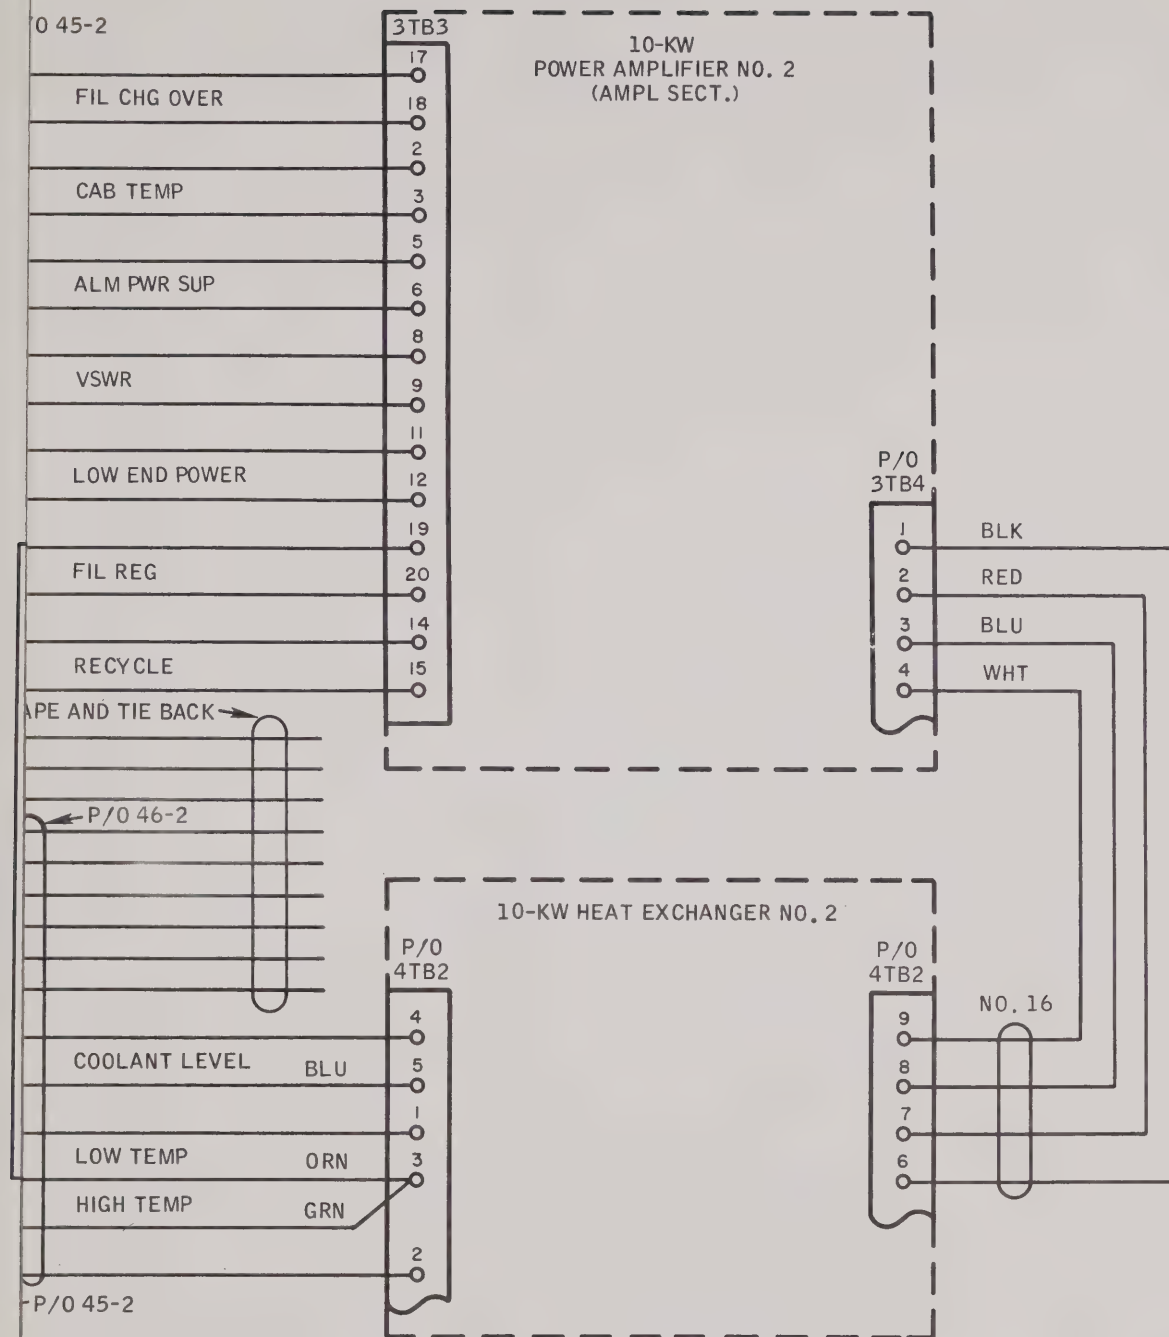 /O 45-2
3TB3
10-KW
POWER AMPLIFIER NO. 2
(AMPL SECT.)
17
FIL CHG OVER
18
2
CAB TEMP
3
5
ALM PWR SUP
6
8
VSWR
9
11
LOW END POWER
12
19
FIL REG
20
14
RECYCLE
15
P/O
3TB4
1 BLK
2 RED
3 BLU
4 WHT
APE AND TIE BACK
P/O 46-2
10-KW HEAT EXCHANGER NO. 2
P/O
4TB2
4
COOLANT LEVEL BLU
5
1
LOW TEMP ORN
3
HIGH TEMP GRN
2
P/O 45-2
P/O
4TB2
NO. 16
9
8
7
6